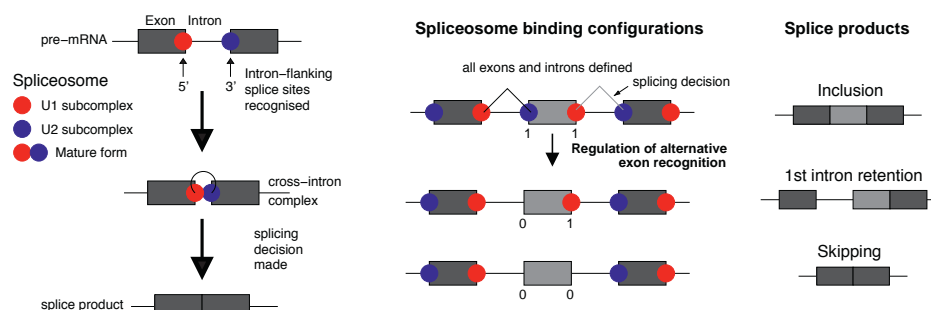 Exon Intron
pre-mRNA
5' 3'
Intron-flanking
splice sites
recognised
Spliceosome
U1 subcomplex
U2 subcomplex
Mature form
cross-intron
complex
splicing
decision
made
splice product
Spliceosome binding configurations
all exons and introns defined
splicing decision
1 1
Regulation of alternative
exon recognition
0 1
0 0
Splice products
Inclusion
1st intron retention
Skipping